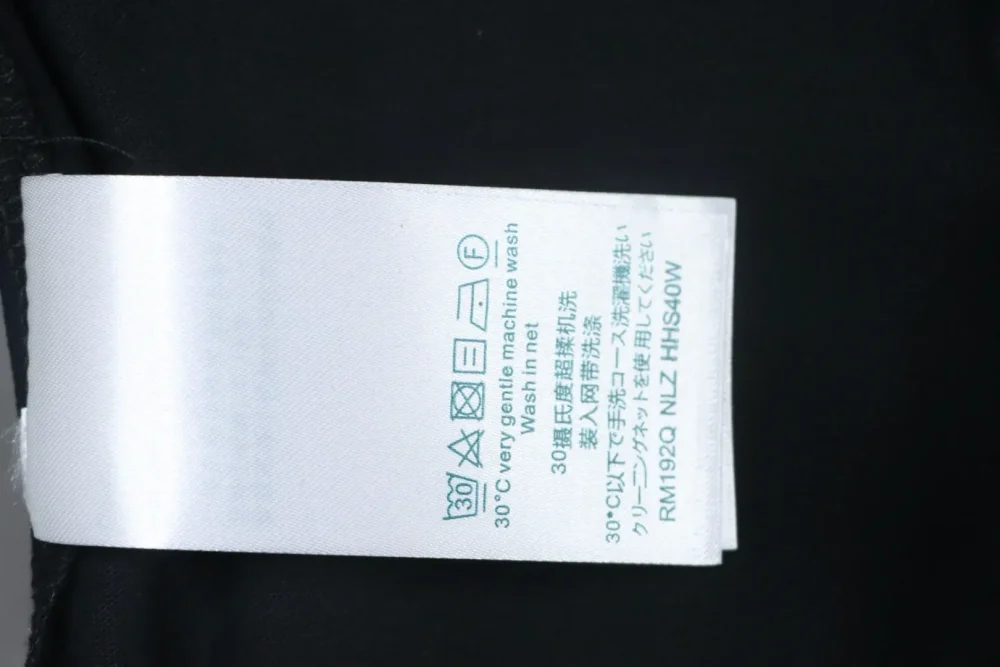 30 F
30°C very gentle machine wash
Wash in net
30摄氏度超揉机洗
装入网带洗涤
30°C以下で手洗コース洗濯機洗い
クリーニングネットを使用してください
RM192Q NLZ HHS40W